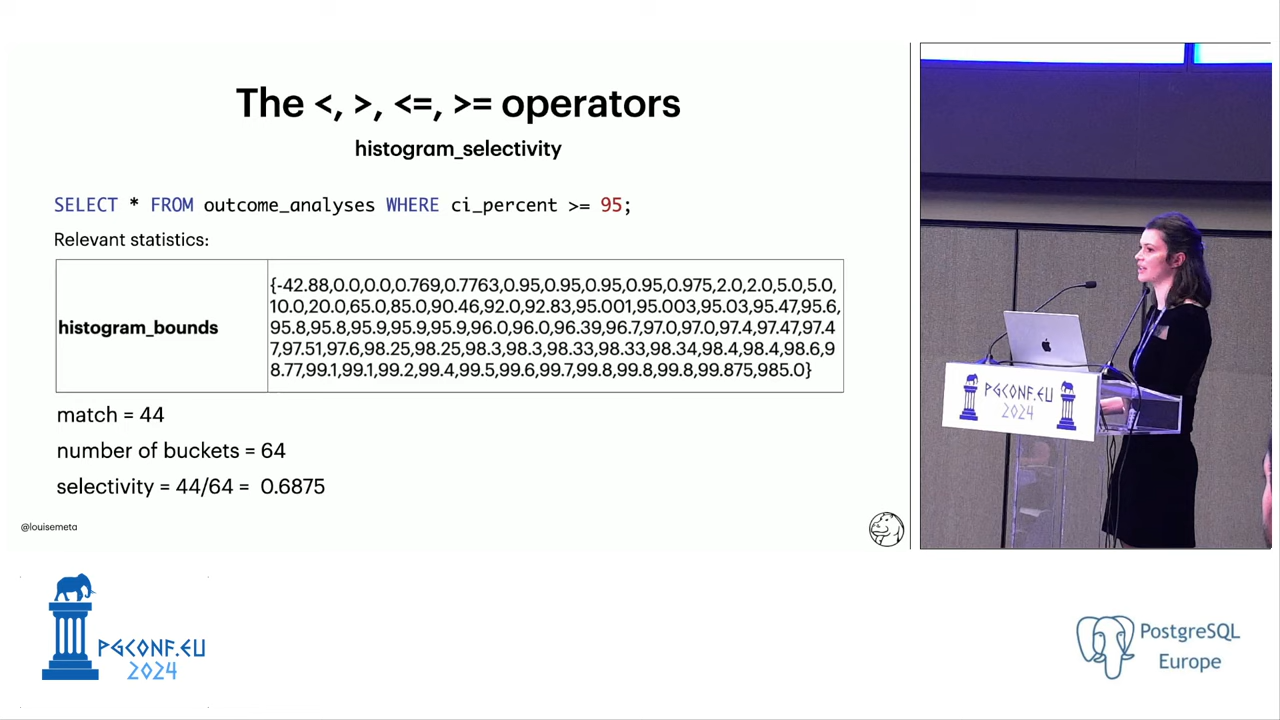 The <, >, <=, >= operators
histogram_selectivity
SELECT * FROM outcome_analyses WHERE ci_percent >= 95;
Relevant statistics:
histogram_bounds
{-42.88,0.0,0.0,0.769,0.7763,0.95,0.95,0.95,0.95,0.975,2.0,2.0,5.0,5.0,
10.0,20.0,65.0,85.0,90.46,92.0,92.83,95.001,95.003,95.03,95.47,95.6,
95.8,95.8,95.9,95.9,95.9,96.0,96.0,96.39,96.7,97.0,97.0,97.4,97.47,97.4
7,97.51,97.6,98.25,98.25,98.3,98.3,98.33,98.33,98.34,98.4,98.4,98.6,9
8.77,99.1,99.1,99.2,99.4,99.5,99.6,99.7,99.8,99.8,99.8,99.875,985.0}
match = 44
number of buckets = 64
selectivity = 44/64 = 0.6875
@louisemeta
PGCONF.EU
2024
PGCONF.EU
2024
PostgreSQL
Europe